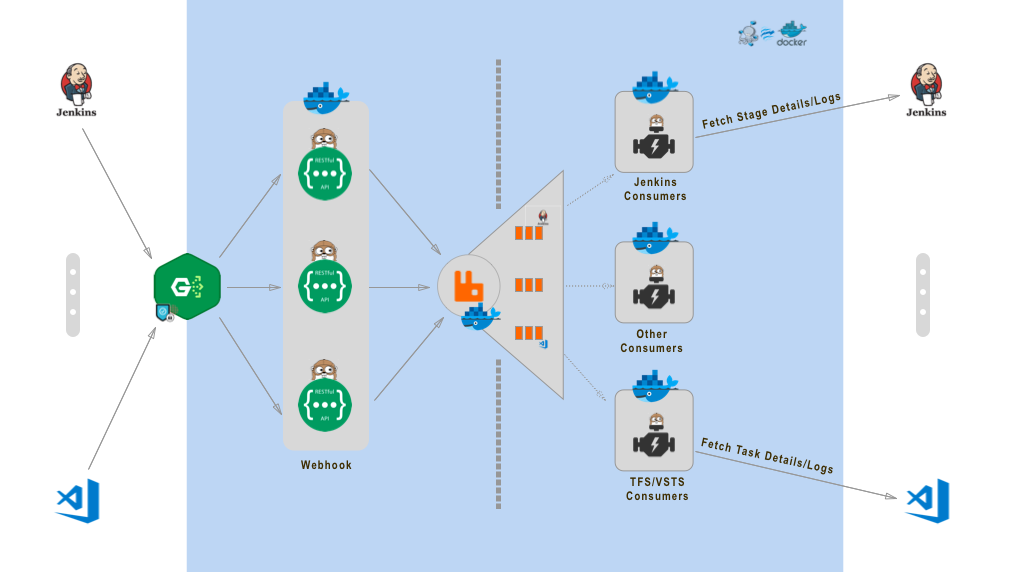 docker
Jenkins
Jenkins
Fetch Stage Details/Logs
RESTful
API
Jenkins
Consumers
RESTful
API
Other
Consumers
RESTful
API
Fetch Task Details/Logs
Webhook
TFS/VSTS
Consumers